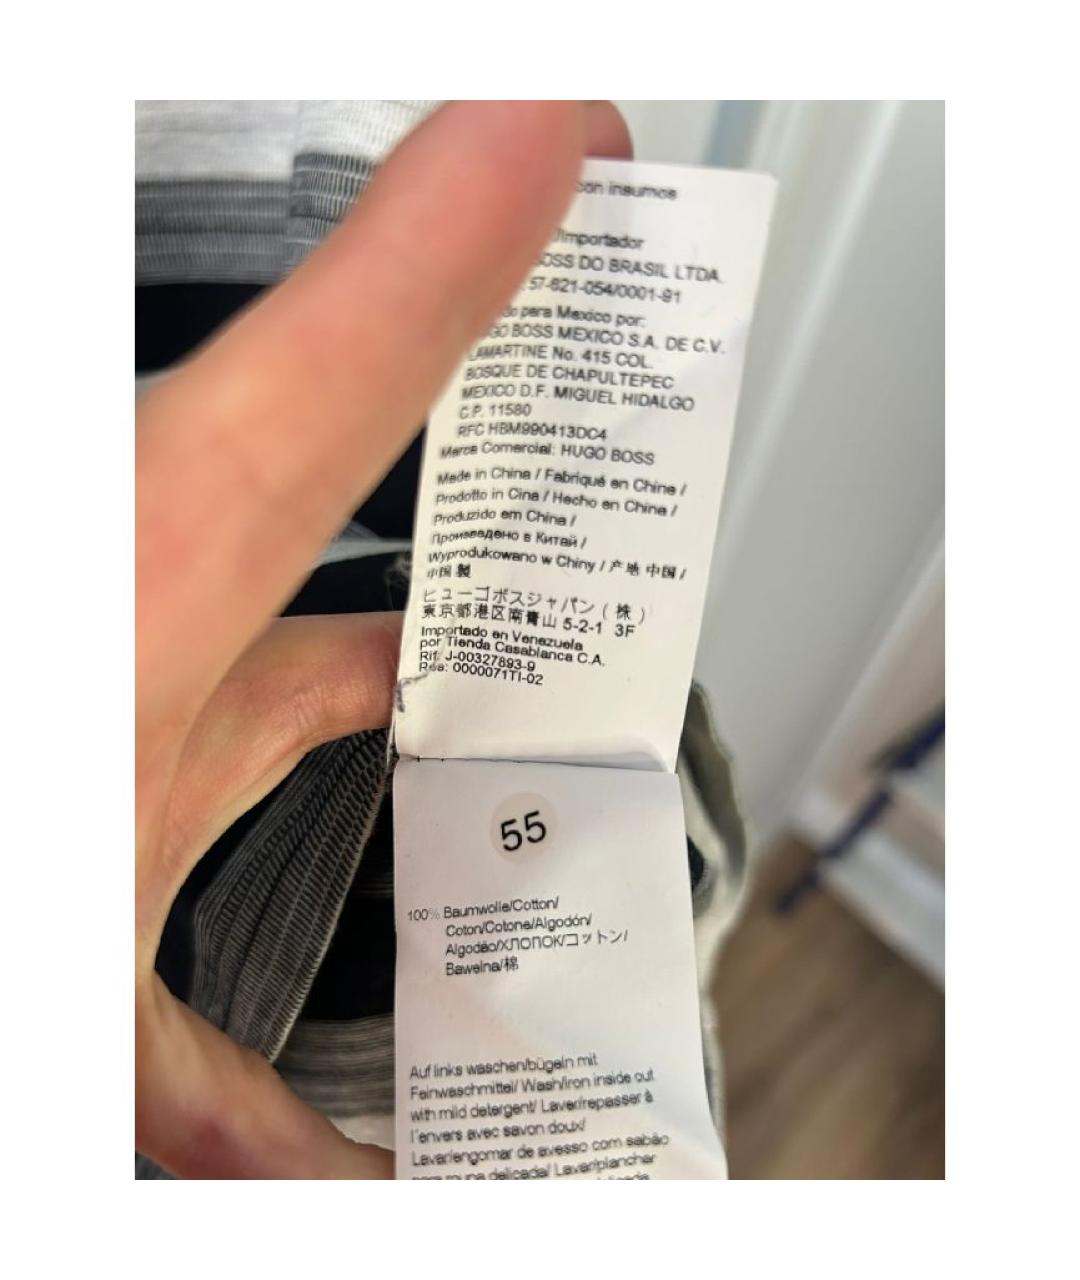 con insumos
/Importador
BOSS DO BRASIL LTDA.
57-821-054/0001-91
para Mexico por:
GO BOSS MEXICO S.A. DE C.V.
LAMARTINE No. 415 COL.
BOSQUE DE CHAPULTEPEC
MEXICO D.F. MIGUEL HIDALGO
C.P. 11580
RFC HBM990413DC4
Marca Comercial: HUGO BOSS
Made in China / Fabriqué en Chine /
Prodotto in Cina / Hecho en China /
Produzido em China /
Произведено в Китай /
Wyprodukowano w Chiny / 产地 中国 /
中国 製
ヒューゴボスジャパン ( 株 )
東京都港区南青山 5-2-1 3F
Importado en Venezuela
por Tienda Casablanca C.A.
Rif: J-00327893-9
Res: 0000071TI-02
55
100% Baumwolle/Cotton/
Coton/Cotone/Algodón/
Algodão/ХЛОПОК/コットン/
Bawelna/棉
Auf links waschen/bügeln mit
Feinwaschmittel/ Wash/iron inside out
with mild detergent/ Laver/repasser à
l'envers avec savon doux/
Lavar/engomar de avesso com sabão
para roupa delicada/ Lavar/planchar